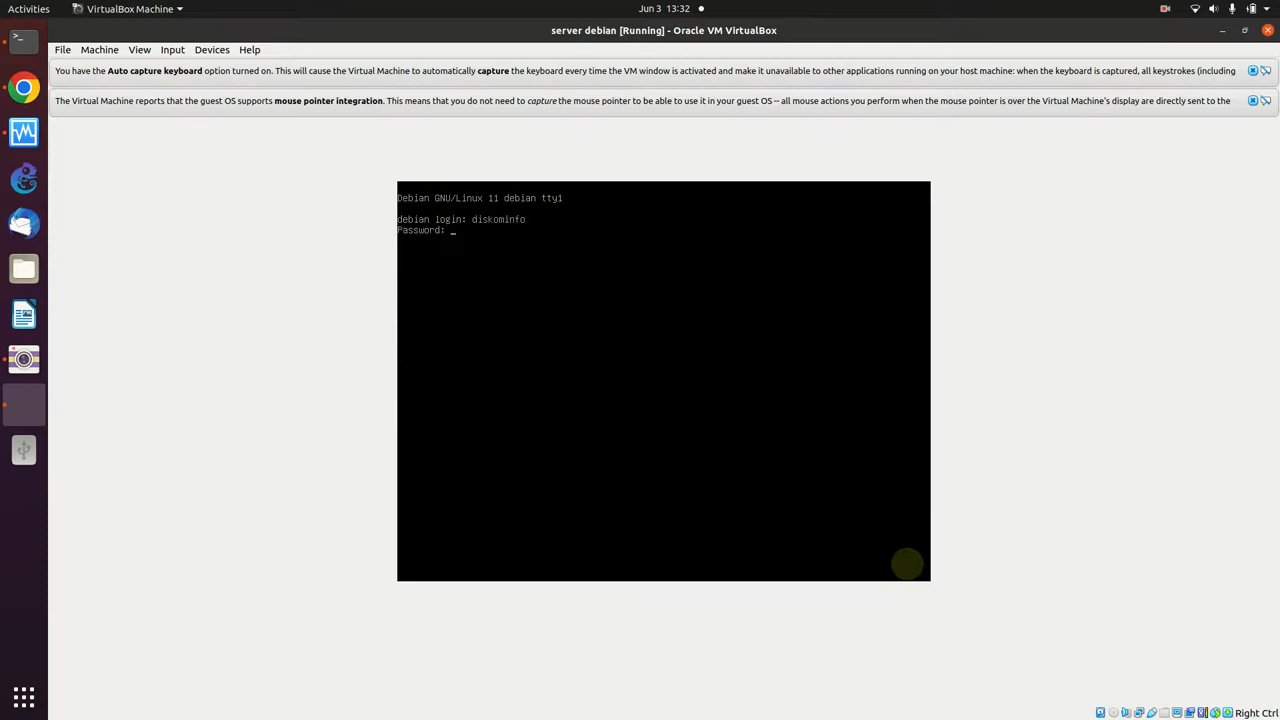 Activities VirtualBox Machine Jun 3 13:32
server debian [Running] - Oracle VM VirtualBox
File Machine View Input Devices Help
You have the Auto capture keyboard option turned on. This will cause the Virtual Machine to automatically capture the keyboard every time the VM window is activated and make it unavailable to other applications running on your host machine: when the keyboard is captured, all keystrokes (including
The Virtual Machine reports that the guest OS supports mouse pointer integration. This means that you do not need to capture the mouse pointer to be able to use it in your guest OS -- all mouse actions you perform when the mouse pointer is over the Virtual Machine's display are directly sent to the
Debian GNU/Linux 11 debian tty1
debian login: diskominfo
Password: _
Right Ctrl